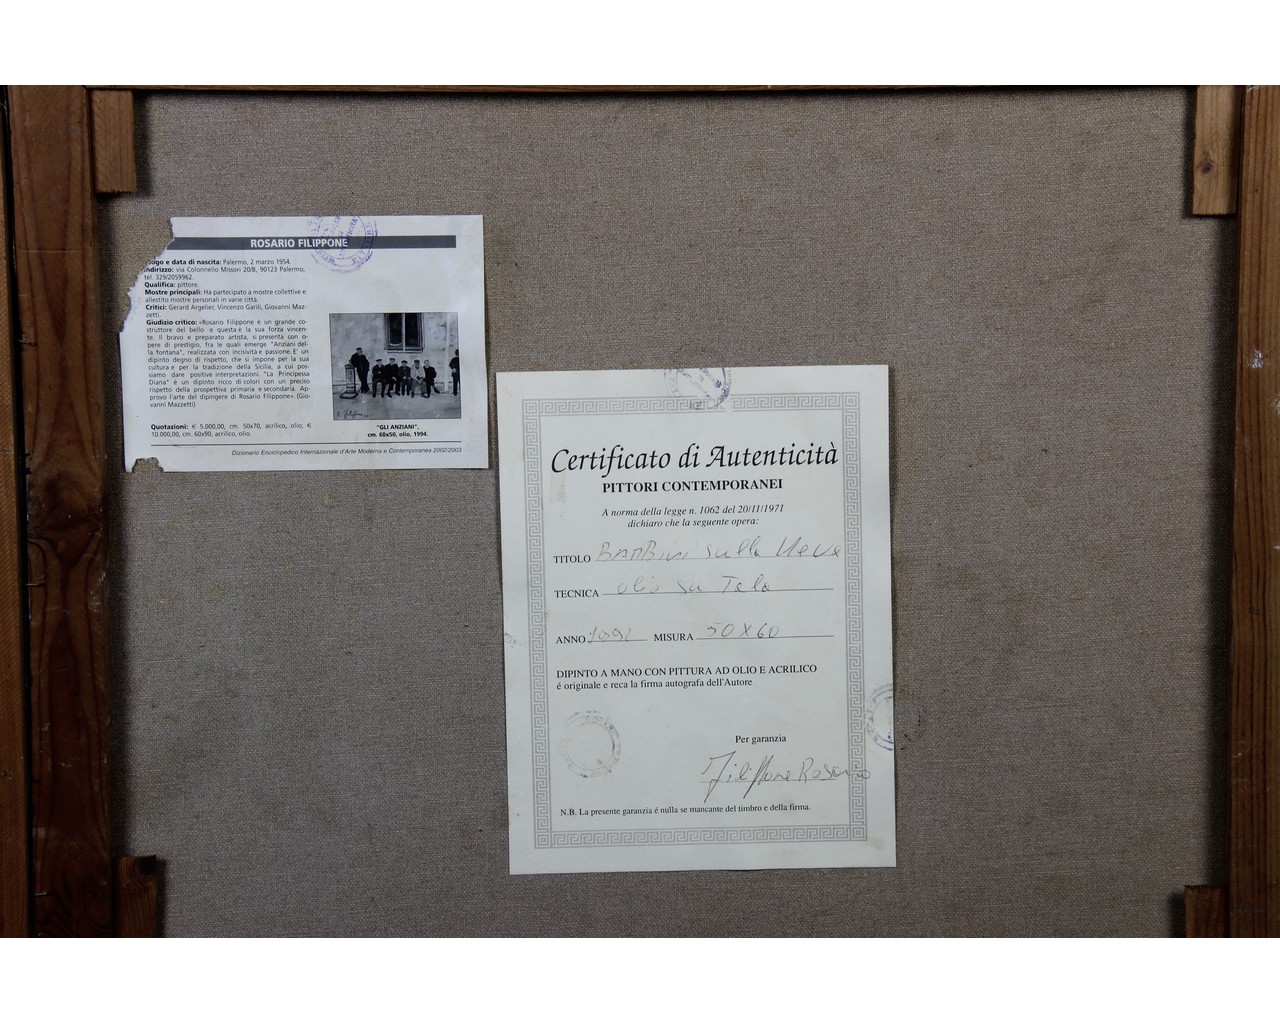 ROSARIO FILIPPONE
ogo e data di nascita: Palermo, 2 marzo 1954.
Indirizzo: via Colonnello Missori 20/B, 90123 Palermo,
tel. 329/2059962.
Qualifica: pittore.
Mostre principali: Ha partecipato a mostre collettive e
allestito mostre personali in varie città.
Critici: Gerard Argelier, Vincenzo Garili, Giovanni Maz-
zetti.
Giudizio critico: «Rosario Filippone è un grande co-
struttore del bello e questa è la sua forza vincen-
te. Il bravo e preparato artista, si presenta con o-
pere di prestigio, fra le quali emerge "Anziani del-
la fontana", realizzata con incisività e passione. E' un
dipinto degno di rispetto, che si impone per la sua
cultura e per la tradizione della Sicilia, a cui pos-
siamo dare positive interpretazioni. "La Principessa
Diana" è un dipinto ricco di colori con un preciso
rispetto della prospettiva primaria e secondaria. Ap-
provo l'arte del dipingere di Rosario Filippone» (Gio-
vanni Mazzetti)
Quotazioni: € 5.000,00, cm. 50x70, acrilico, olio; €
10.000,00, cm. 60x90, acrilico, olio.
"GLI ANZIANI",
cm. 60x50, olio, 1994.
Dizionario Enciclopedico Internazionale d'Arte Moderna e Contemporanea 2002/2003
Certificato di Autenticità
PITTORI CONTEMPORANEI
A norma della legge n. 1062 del 20/11/1971
dichiaro che la seguente opera:
TITOLO BAMBini sulla Neve
TECNICA olio su Tela
ANNO 1992 MISURA 50X60
DIPINTO A MANO CON PITTURA AD OLIO E ACRILICO
é originale e reca la firma autografa dell'Autore
Per garanzia
Filippone Rosario
N.B. La presente garanzia é nulla se mancante del timbro e della firma.